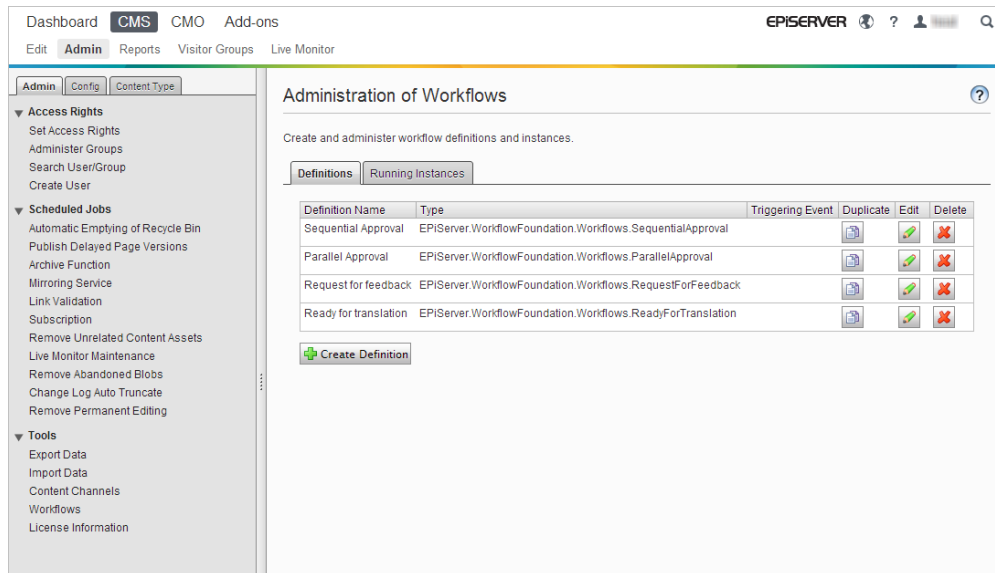 Dashboard CMS CMO Add-ons EPiSERVER ?
Edit Admin Reports Visitor Groups Live Monitor
Admin Config Content Type
Access Rights
Set Access Rights
Administer Groups
Search User/Group
Create User
Scheduled Jobs
Automatic Emptying of Recycle Bin
Publish Delayed Page Versions
Archive Function
Mirroring Service
Link Validation
Subscription
Remove Unrelated Content Assets
Live Monitor Maintenance
Remove Abandoned Blobs
Change Log Auto Truncate
Remove Permanent Editing
Tools
Export Data
Import Data
Content Channels
Workflows
License Information
Administration of Workflows ?
Create and administer workflow definitions and instances.
Definitions Running Instances
Definition Name Type Triggering Event Duplicate Edit Delete
Sequential Approval EPiServer.WorkflowFoundation.Workflows.SequentialApproval
Parallel Approval EPiServer.WorkflowFoundation.Workflows.ParallelApproval
Request for feedback EPiServer.WorkflowFoundation.Workflows.RequestForFeedback
Ready for translation EPiServer.WorkflowFoundation.Workflows.ReadyForTranslation
Create Definition